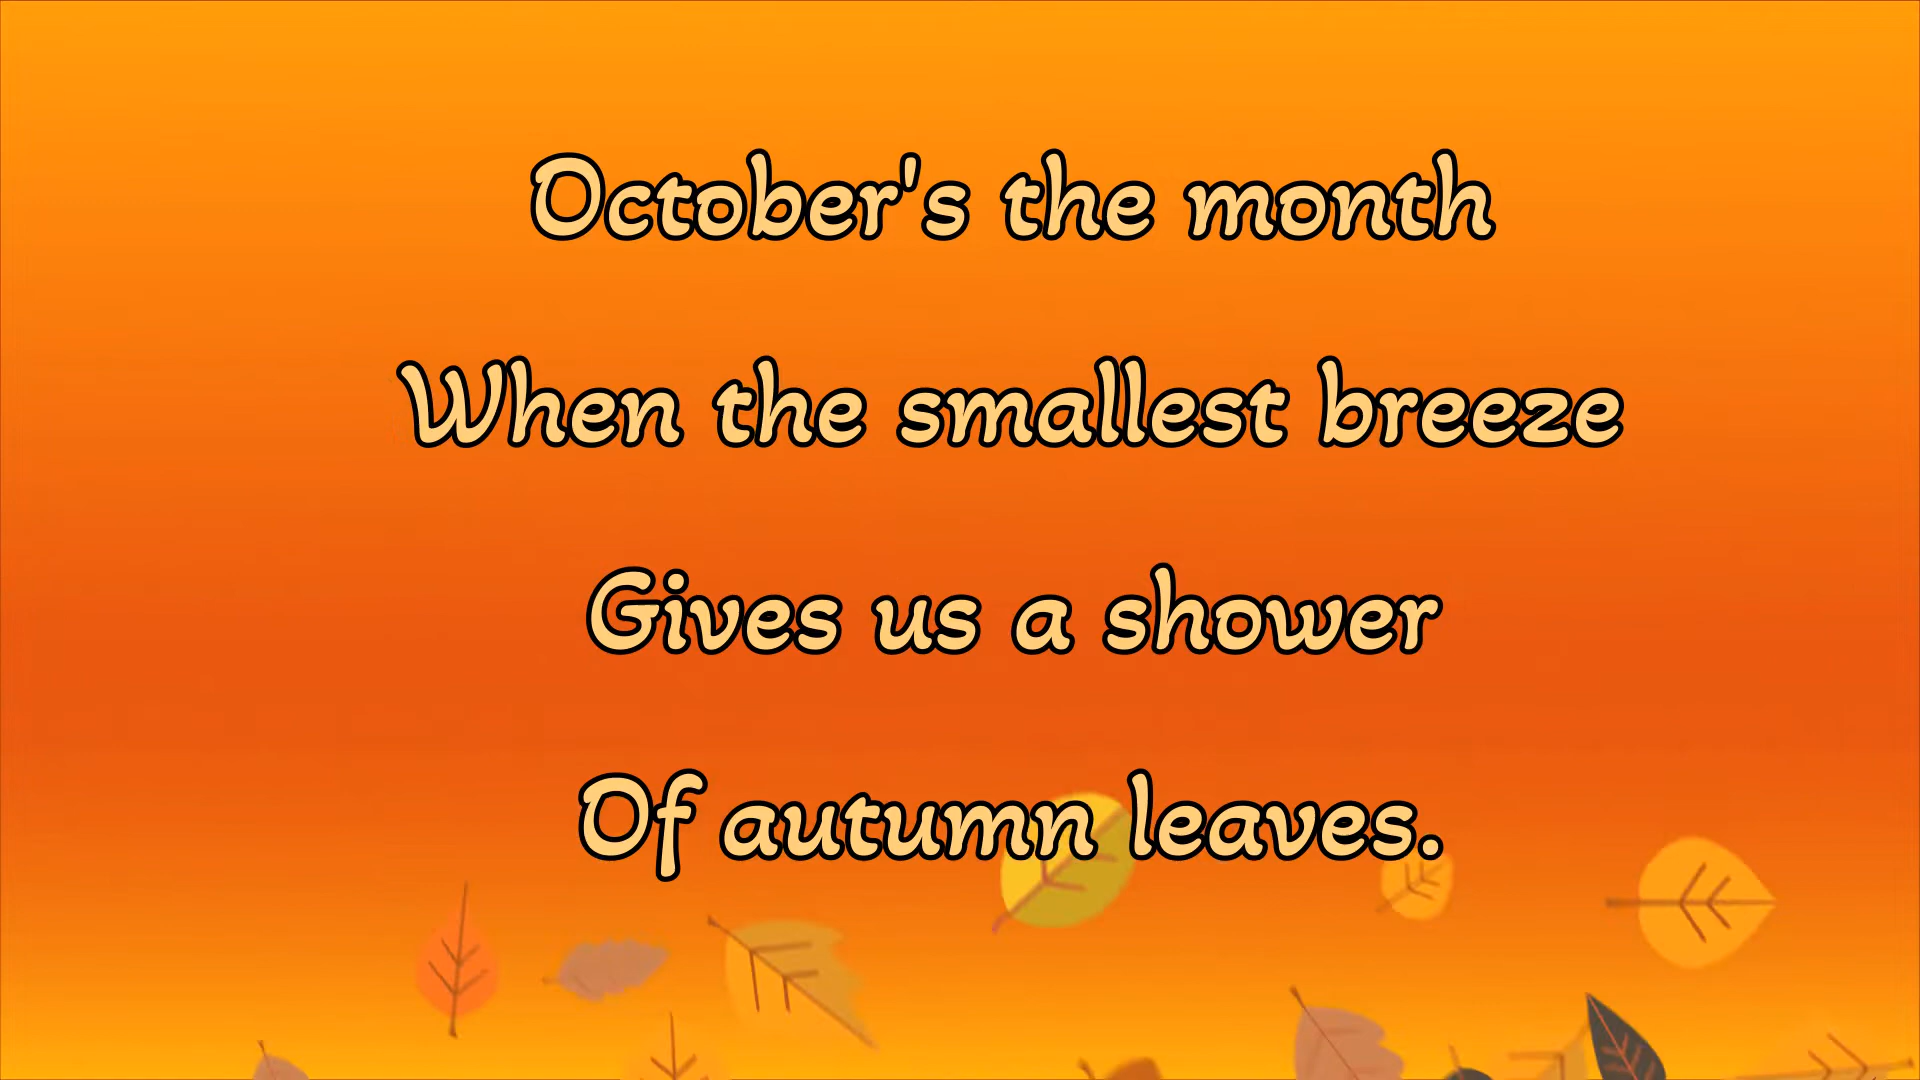 October's the month
When the smallest breeze
Gives us a shower
Of autumn leaves.